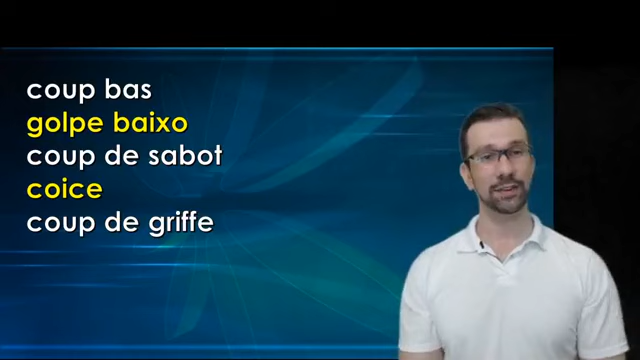 coup bas
golpe baixo
coup de sabot
coice
coup de griffe